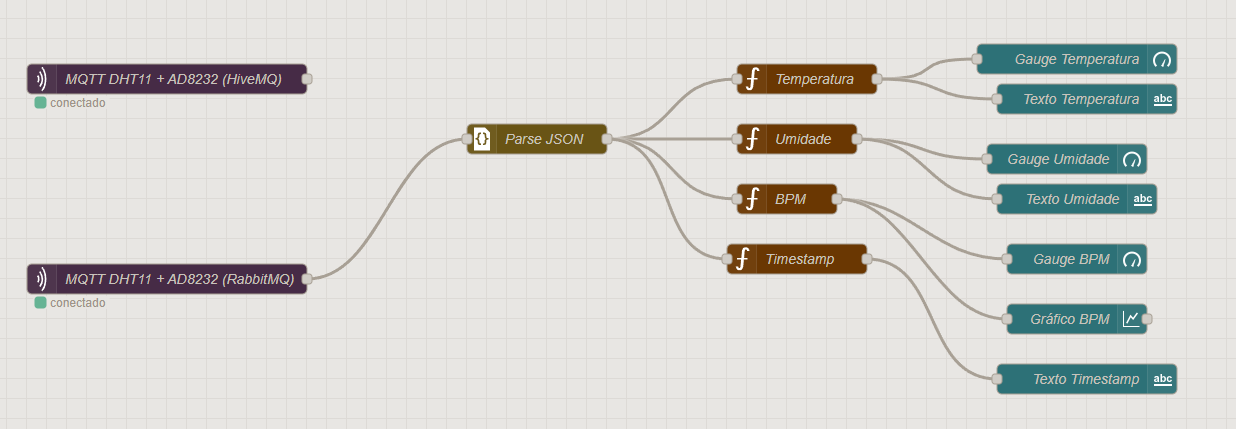 MQTT DHT11 + AD8232 (HiveMQ)
conectado
MQTT DHT11 + AD8232 (RabbitMQ)
conectado
{} Parse JSON
Temperatura
Umidade
BPM
Timestamp
Gauge Temperatura
Texto Temperatura abc
Gauge Umidade
Texto Umidade abc
Gauge BPM
Gráfico BPM
Texto Timestamp abc